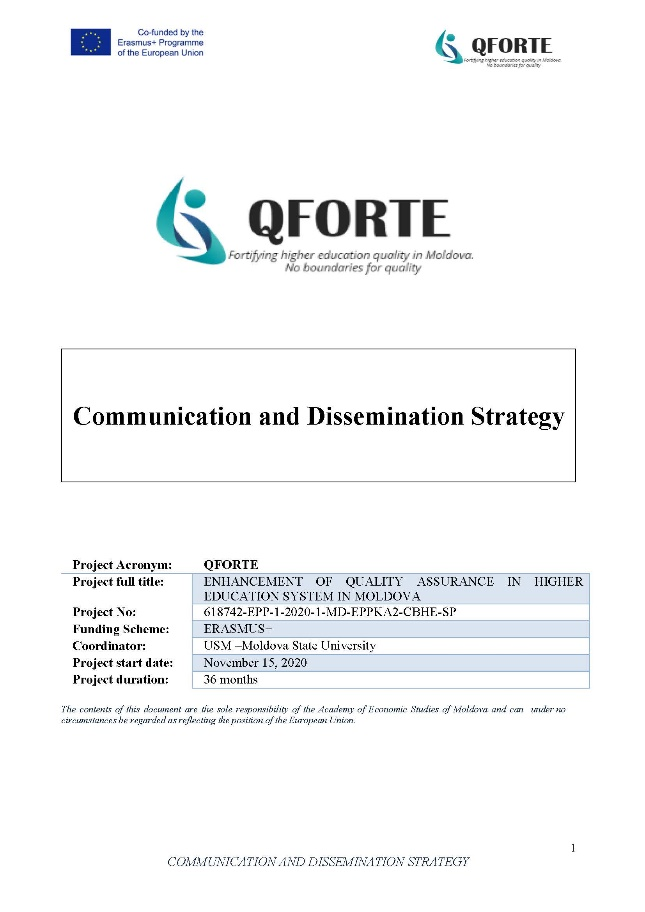 Co-funded by the
Erasmus+ Programme
of the European Union
QFORTE
Fortifying higher education quality in Moldova.
No boundaries for quality
QFORTE
Fortifying higher education quality in Moldova.
No boundaries for quality
Communication and Dissemination Strategy
Project Acronym: QFORTE
Project full title: ENHANCEMENT OF QUALITY ASSURANCE IN HIGHER
EDUCATION SYSTEM IN MOLDOVA
Project No: 618742-EPP-1-2020-1-MD-EPPKA2-CBHE-SP
Funding Scheme: ERASMUS+
Coordinator: USM –Moldova State University
Project start date: November 15, 2020
Project duration: 36 months
The contents of this document are the sole responsibility of the Academy of Economic Studies of Moldova and can under no
circumstances be regarded as reflecting the position of the European Union.
1
COMMUNICATION AND DISSEMINATION STRATEGY